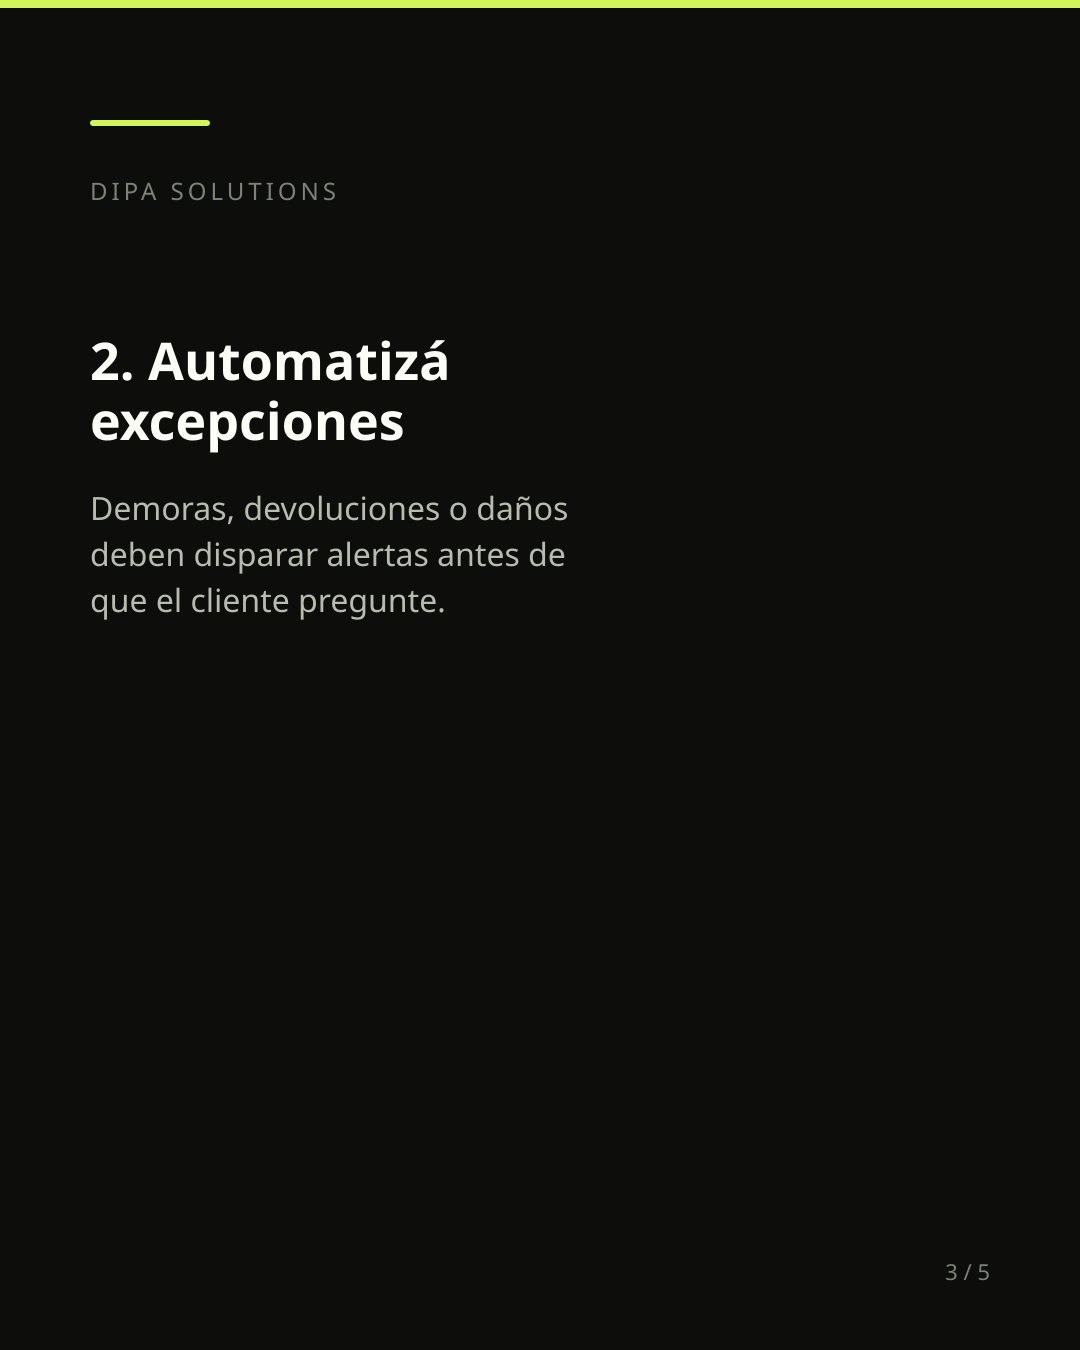 DIPA SOLUTIONS
2. Automatizá
excepciones
Demoras, devoluciones o daños
deben disparar alertas antes de
que el cliente pregunte.
3 / 5